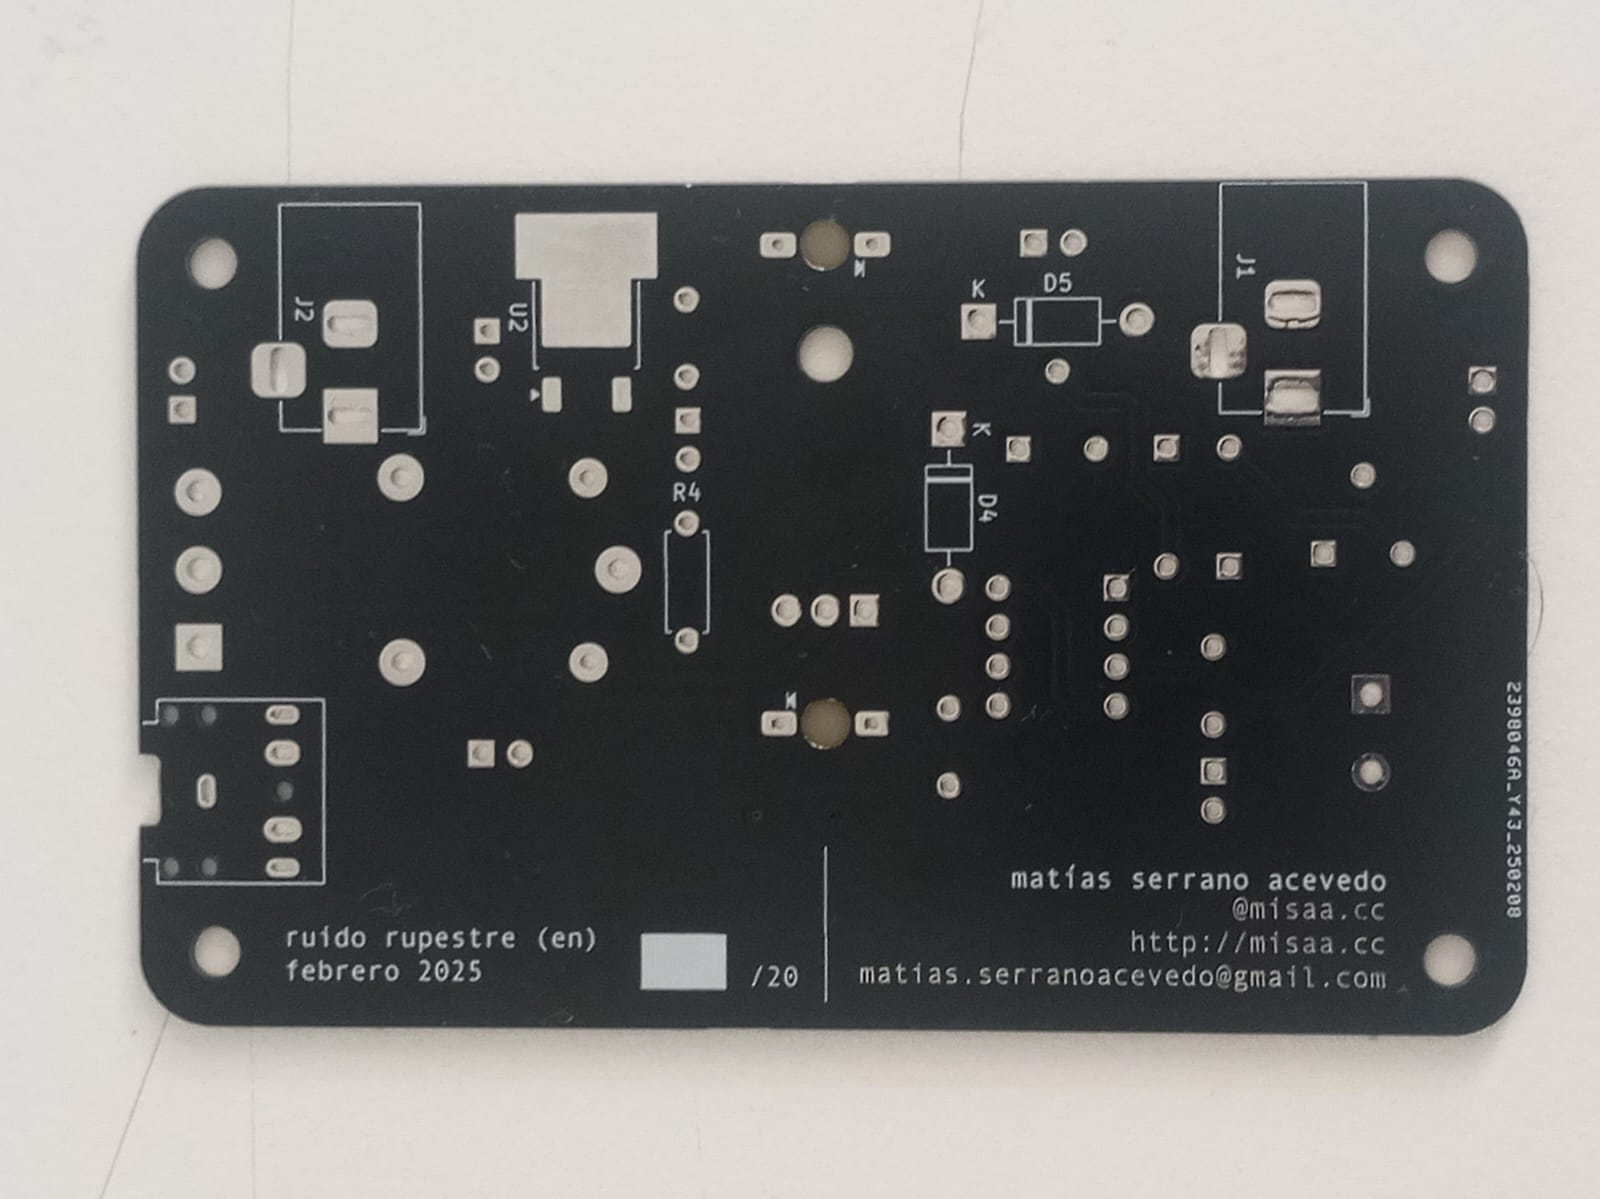 J2
U2
K
D5
J1
K
R4
D4
2398046A_Y43_250208
ruido rupestre (en)
febrero 2025
/20
matías serrano acevedo
@misaa.cc
http://misaa.cc
matias.serranoacevedo@gmail.com